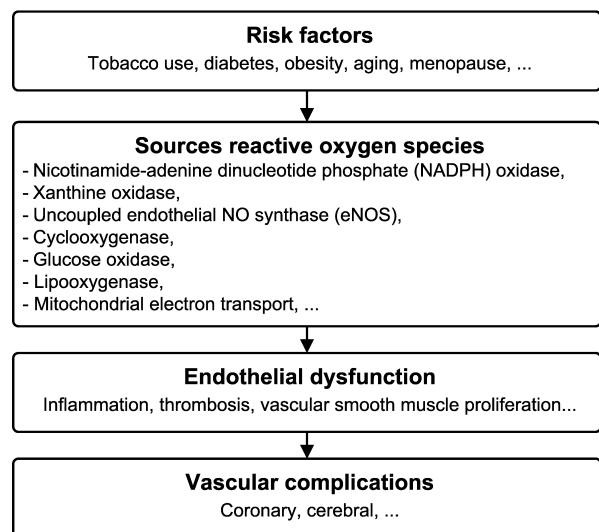 Risk factors
Tobacco use, diabetes, obesity, aging, menopause, ...
Sources reactive oxygen species
- Nicotinamide-adenine dinucleotide phosphate (NADPH) oxidase,
- Xanthine oxidase,
- Uncoupled endothelial NO synthase (eNOS),
- Cyclooxygenase,
- Glucose oxidase,
- Lipooxygenase,
- Mitochondrial electron transport, ...
Endothelial dysfunction
Inflammation, thrombosis, vascular smooth muscle proliferation...
Vascular complications
Coronary, cerebral, ...